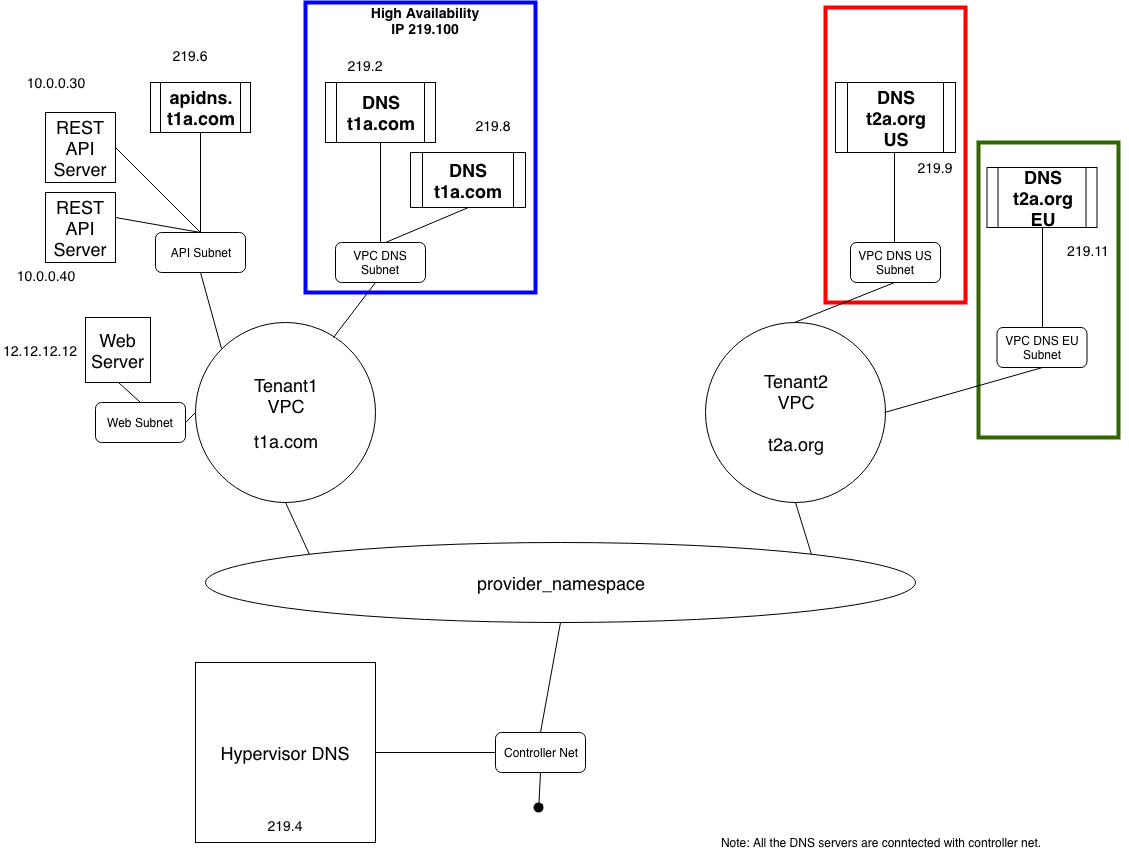 High Availability
IP 219.100
219.6
219.2
10.0.0.30
apidns.
t1a.com
DNS
t1a.com
DNS
t2a.org
US
REST
API
Server
219.8
DNS
t1a.com
219.9
DNS
t2a.org
EU
REST
API
Server
API Subnet
VPC DNS
Subnet
VPC DNS US
Subnet
219.11
10.0.0.40
12.12.12.12
Web
Server
VPC DNS EU
Subnet
Web Subnet
Tenant1
VPC
t1a.com
Tenant2
VPC
t2a.org
provider_namespace
Hypervisor DNS
219.4
Controller Net
Note: All the DNS servers are conntected with controller net.